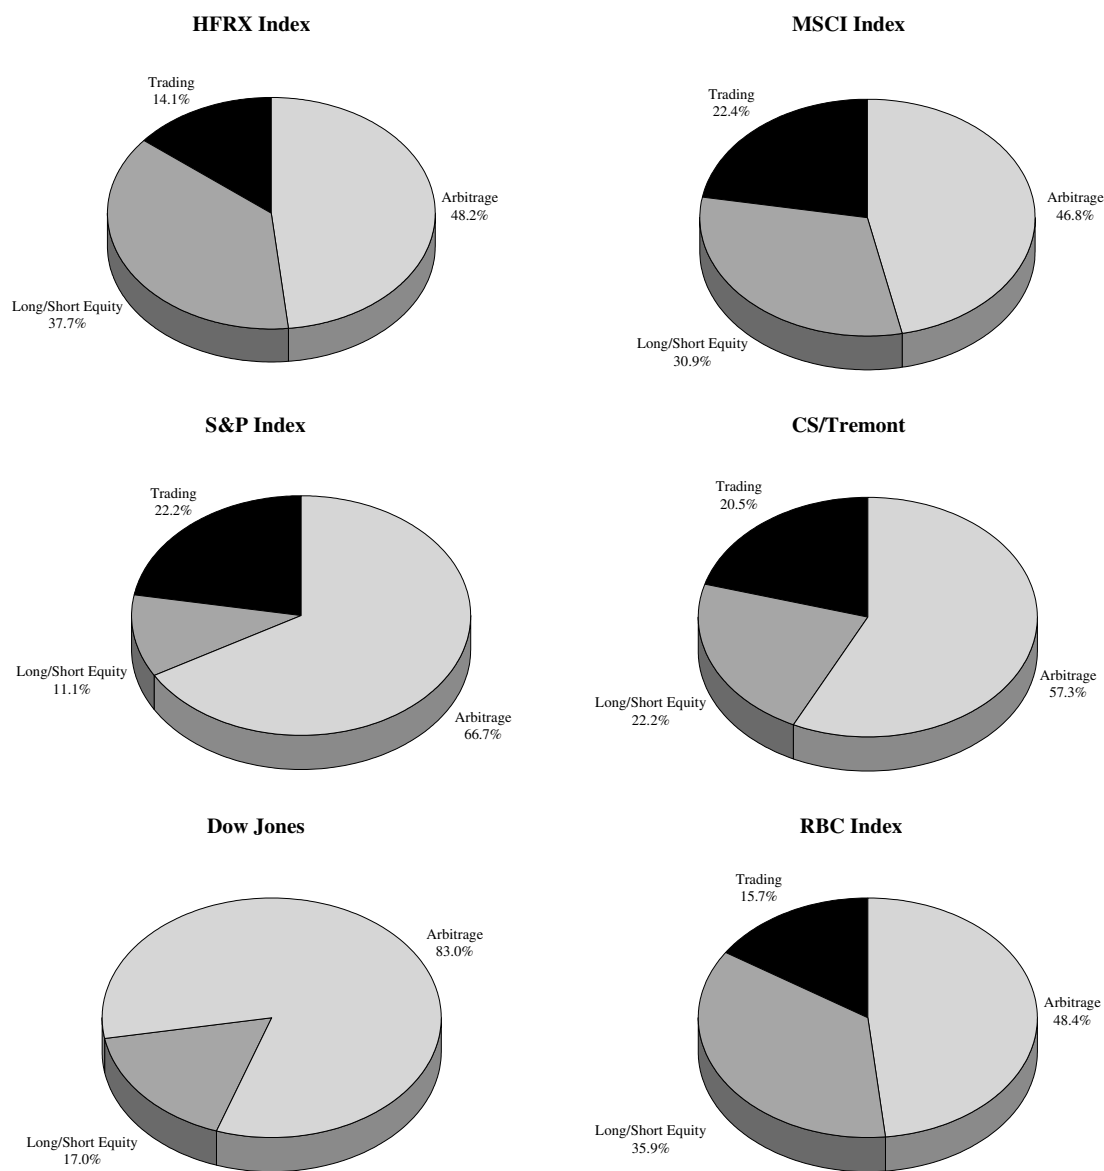 HFRX Index
Trading
14.1%
Arbitrage
48.2%
Long/Short Equity
37.7%
MSCI Index
Trading
22.4%
Arbitrage
46.8%
Long/Short Equity
30.9%
S&P Index
Trading
22.2%
Long/Short Equity
11.1%
Arbitrage
66.7%
CS/Tremont
Trading
20.5%
Arbitrage
57.3%
Long/Short Equity
22.2%
Dow Jones
Arbitrage
83.0%
Long/Short Equity
17.0%
RBC Index
Trading
15.7%
Arbitrage
48.4%
Long/Short Equity
35.9%